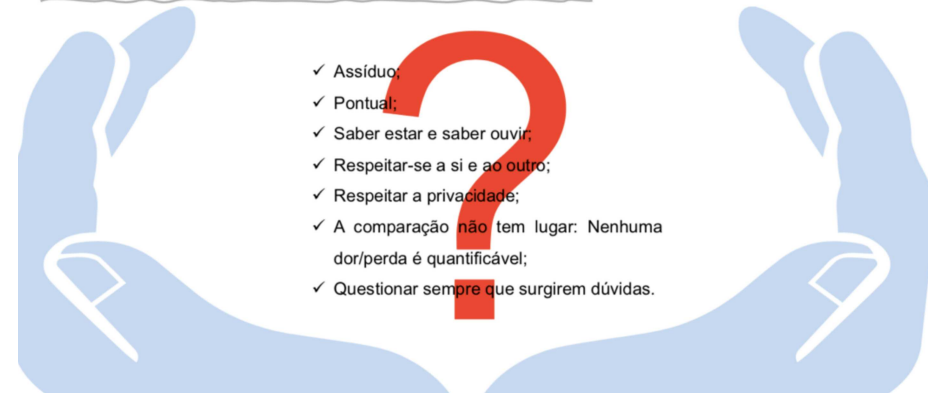 ✓ Assíduo;
✓ Pontual;
✓ Saber estar e saber ouvir;
✓ Respeitar-se a si e ao outro;
✓ Respeitar a privacidade;
✓ A comparação não tem lugar: Nenhuma
dor/perda é quantificável;
✓ Questionar sempre que surgirem dúvidas.
?